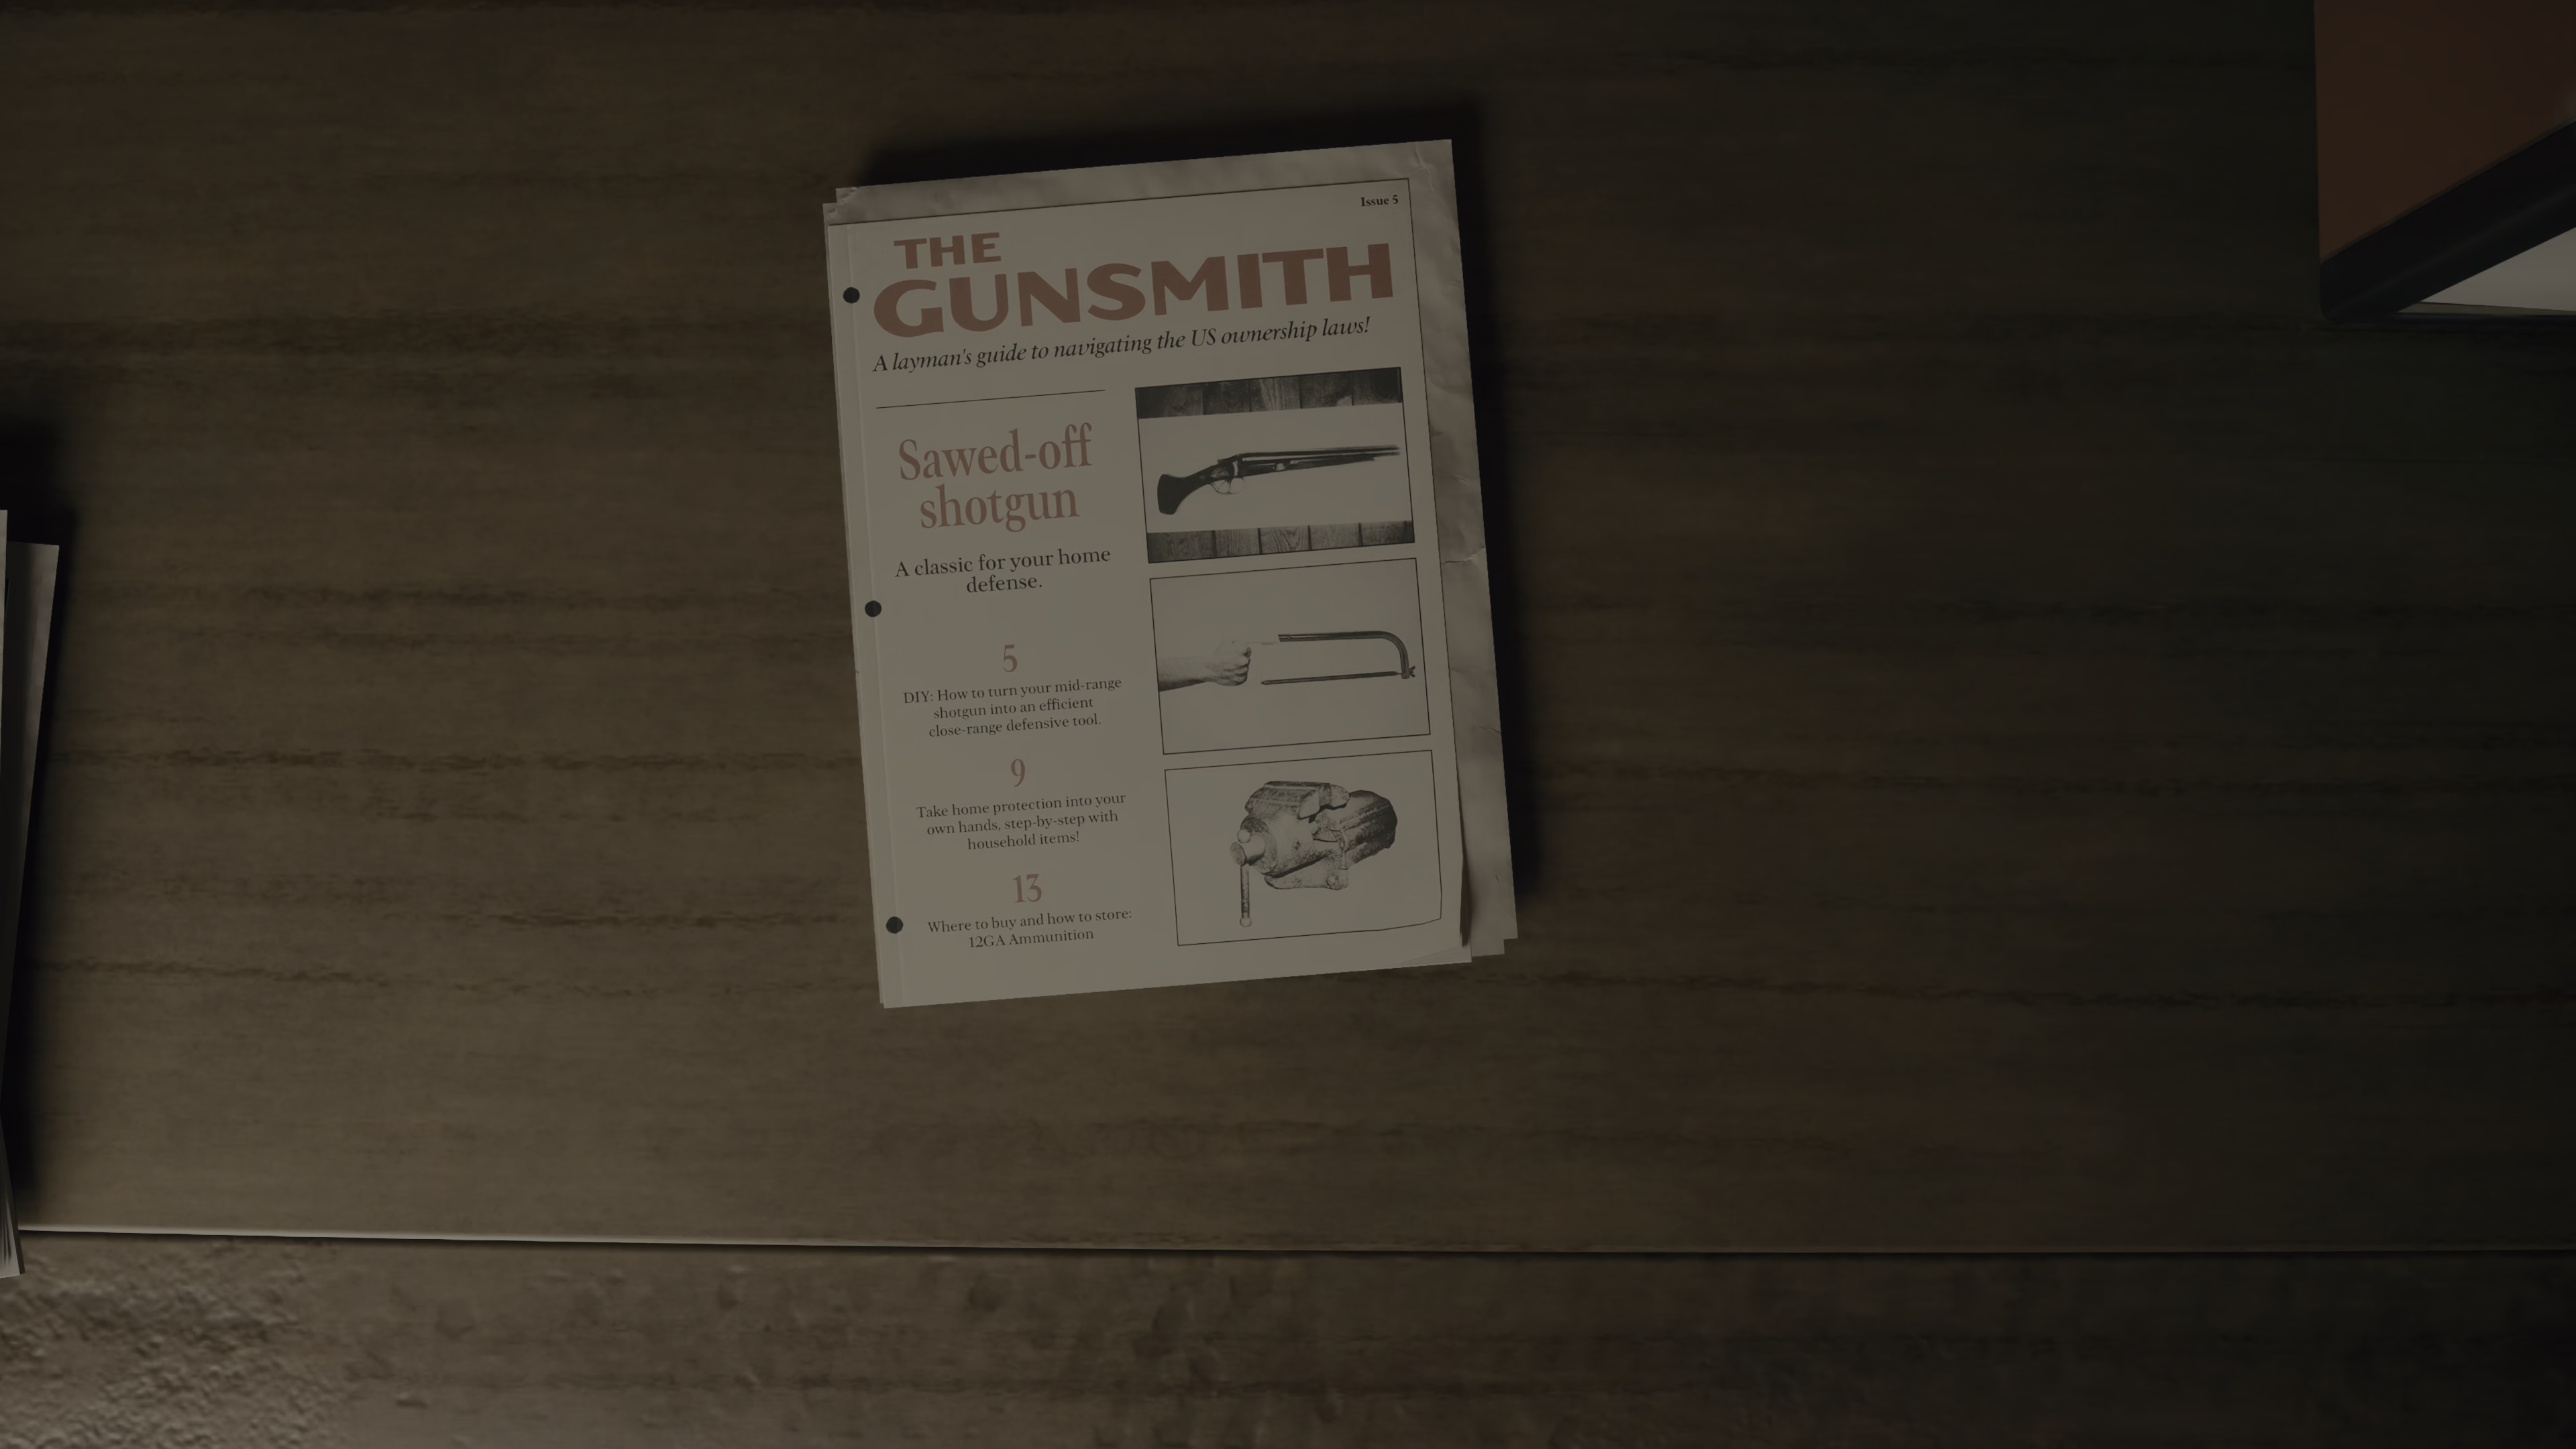 Issue 5
THE
GUNSMITH
A layman's guide to navigating the US ownership laws!
Sawed-off
shotgun
A classic for your home
defense.
5
DIY: How to turn your mid-range
shotgun into an efficient
close-range defensive tool.
9
Take home protection into your
own hands, step-by-step with
household items!
13
Where to buy and how to store:
12GA Ammunition